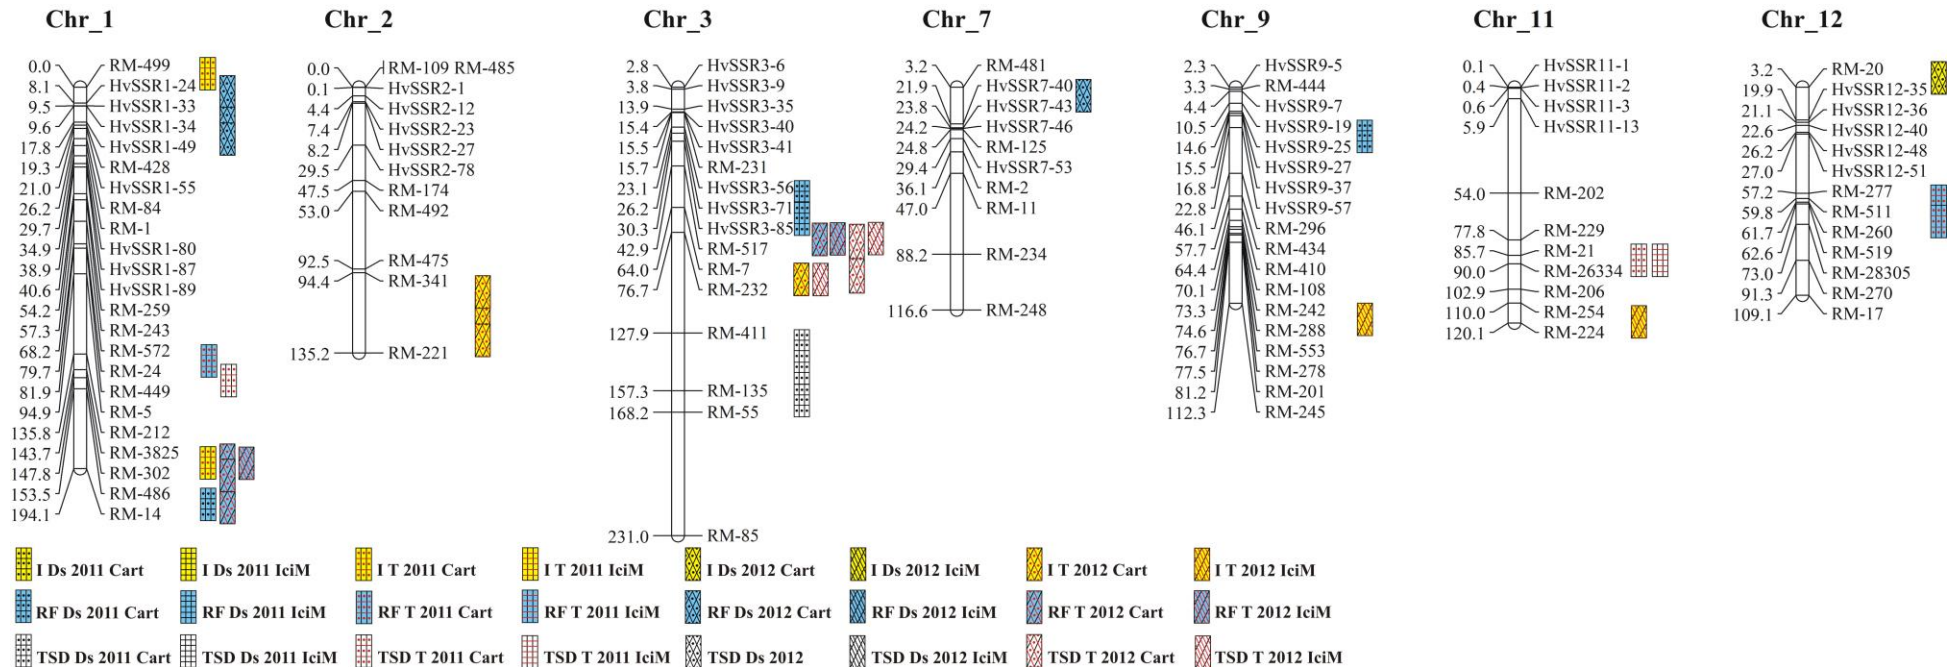 Chr_1 Chr_2 Chr_3 Chr_7 Chr_9 Chr_11 Chr_12
0.0 RM-499
8.1 HvSSR1-24
9.5 HvSSR1-33
9.6 HvSSR1-34
17.8 HvSSR1-49
19.3 RM-428
21.0 HvSSR1-55
26.2 RM-84
29.7 RM-1
34.9 HvSSR1-80
38.9 HvSSR1-87
40.6 HvSSR1-89
54.2 RM-259
57.3 RM-243
68.2 RM-572
79.7 RM-24
81.9 RM-449
94.9 RM-5
135.8 RM-212
143.7 RM-3825
147.8 RM-302
153.5 RM-486
194.1 RM-14
0.0 RM-109 RM-485
0.1 HvSSR2-1
4.4 HvSSR2-12
7.4 HvSSR2-23
8.2 HvSSR2-27
29.5 HvSSR2-78
47.5 RM-174
53.0 RM-492
92.5 RM-475
94.4 RM-341
135.2 RM-221
2.8 HvSSR3-6
3.8 HvSSR3-9
13.9 HvSSR3-35
15.4 HvSSR3-40
15.5 HvSSR3-41
15.7 RM-231
23.1 HvSSR3-56
26.2 HvSSR3-71
30.3 HvSSR3-85
42.9 RM-517
64.0 RM-7
76.7 RM-232
127.9 RM-411
157.3 RM-135
168.2 RM-55
231.0 RM-85
3.2 RM-481
21.9 HvSSR7-40
23.8 HvSSR7-43
24.2 HvSSR7-46
24.8 RM-125
29.4 HvSSR7-53
36.1 RM-2
47.0 RM-11
88.2 RM-234
116.6 RM-248
2.3 HvSSR9-5
3.3 RM-444
4.4 HvSSR9-7
10.5 HvSSR9-19
14.6 HvSSR9-25
15.5 HvSSR9-27
16.8 HvSSR9-37
22.8 HvSSR9-57
46.1 RM-296
57.7 RM-434
64.4 RM-410
70.1 RM-108
73.3 RM-242
74.6 RM-288
76.7 RM-553
77.5 RM-278
81.2 RM-201
112.3 RM-245
0.1 HvSSR11-1
0.4 HvSSR11-2
0.6 HvSSR11-3
5.9 HvSSR11-13
54.0 RM-202
77.8 RM-229
85.7 RM-21
90.0 RM-26334
102.9 RM-206
110.0 RM-254
120.1 RM-224
3.2 RM-20
19.9 HvSSR12-35
21.1 HvSSR12-36
22.6 HvSSR12-40
26.2 HvSSR12-48
27.0 HvSSR12-51
57.2 RM-277
59.8 RM-511
61.7 RM-260
62.6 RM-519
73.0 RM-28305
91.3 RM-270
109.1 RM-17
I Ds 2011 Cart I Ds 2011 IciM I T 2011 Cart I T 2011 IciM I Ds 2012 Cart I Ds 2012 IciM I T 2012 Cart I T 2012 IciM
RF Ds 2011 Cart RF Ds 2011 IciM RF T 2011 Cart RF T 2011 IciM RF Ds 2012 Cart RF Ds 2012 IciM RF T 2012 Cart RF T 2012 IciM
TSD Ds 2011 Cart TSD Ds 2011 IciM TSD T 2011 Cart TSD T 2011 IciM TSD Ds 2012 TSD Ds 2012 IciM TSD T 2012 Cart TSD T 2012 IciM